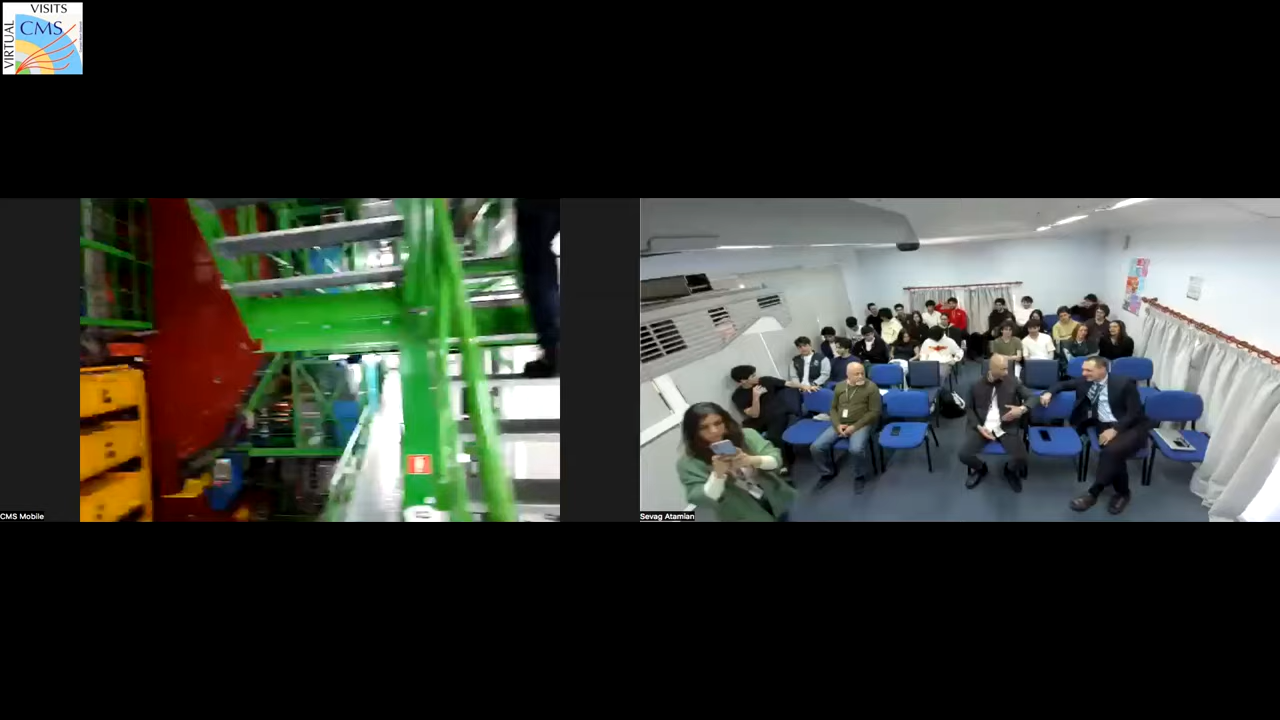 VISITS
CMS
VIRTUAL
CMS Mobile
Sevag Atamian